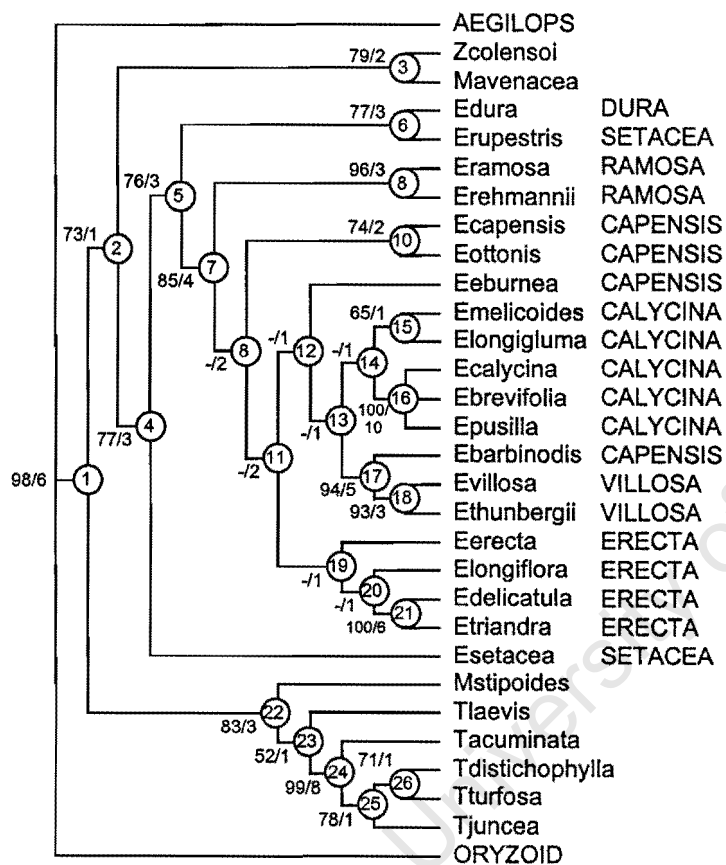 AEGILOPS
79/2 3 Zcolensoi
Mavenacea
77/3 6 Edura DURA
Erupestris SETACEA
76/3 5 96/3 8 Eramosa RAMOSA
Erehmannii RAMOSA
73/1 2 85/4 7 74/2 10 Ecapensis CAPENSIS
Eottonis CAPENSIS
Eeburnea CAPENSIS
65/1 15 Emelicoides CALYCINA
-/2 8 -/1 12 -/1 14 Elongigluma CALYCINA
Ecalycina CALYCINA
100/10 16 Ebrevifolia CALYCINA
77/3 4 -/1 13 Epusilla CALYCINA
-/2 11 Ebarbinodis CAPENSIS
98/6 1 94/5 17 Evillosa VILLOSA
93/3 18 Ethunbergii VILLOSA
Eerecta ERECTA
-/1 19 Elongiflora ERECTA
-/1 20 Edelicatula ERECTA
100/6 21 Etriandra ERECTA
Esetacea SETACEA
Mstipoides
83/3 22 Tlaevis
52/1 23 Tacuminata
99/8 24 71/1 26 Tdistichophylla
Tturfosa
78/1 25 Tjuncea
ORYZOID
University of